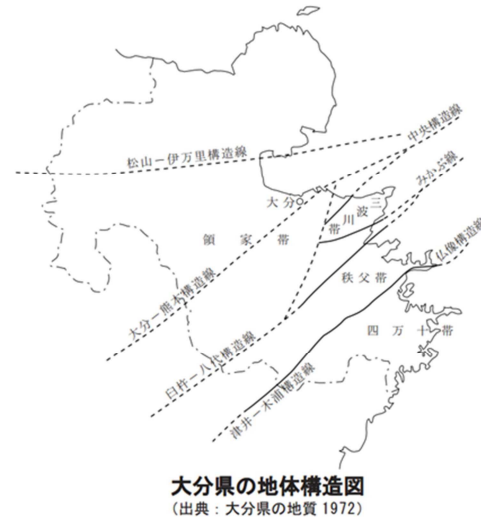 中央構造線
松山－伊万里構造線
みかぶ線
大分
三波川帯
領家帯
仏像構造線
秩父帯
大分－熊本構造線
四万十帯
臼杵－八代構造線
津井－木浦構造線
大分県の地体構造図
（出典：大分県の地質 1972）